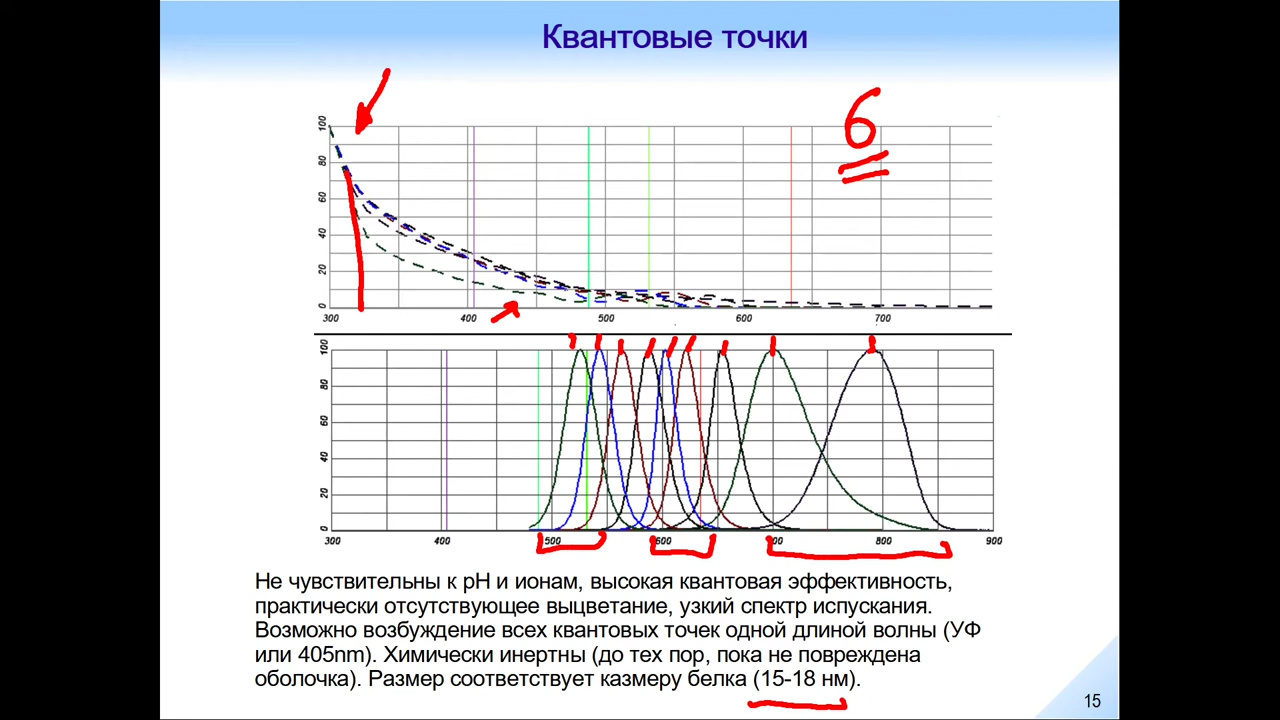 Квантовые точки
6
100
80
60
40
20
0
300 400 500 600 700
100
80
60
40
20
0
300 400 500 600 700 800 900
Не чувствительны к pH и ионам, высокая квантовая эффективность,
практически отсутствующее выцветание, узкий спектр испускания.
Возможно возбуждение всех квантовых точек одной длиной волны (УФ
или 405nm). Химически инертны (до тех пор, пока не повреждена
оболочка). Размер соответствует казмеру белка (15-18 нм).
15